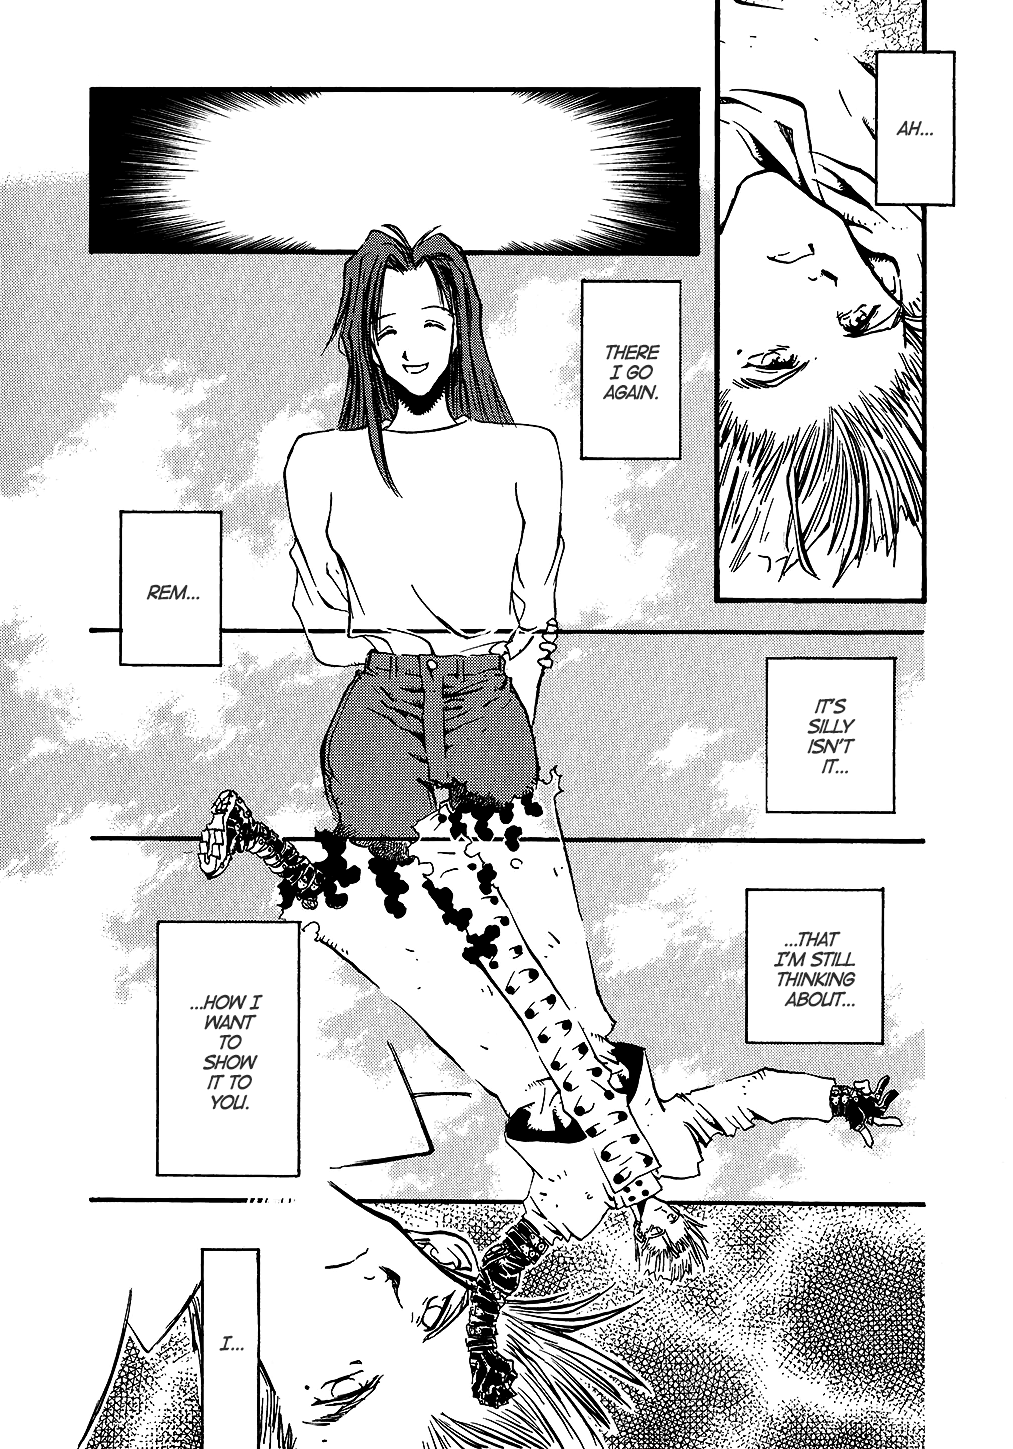 AH...
THERE
I GO
AGAIN.
REM...
IT'S
SILLY
ISN'T
IT...
...THAT
I'M STILL
THINKING
ABOUT...
...HOW I
WANT
TO
SHOW
IT TO
YOU.
I...